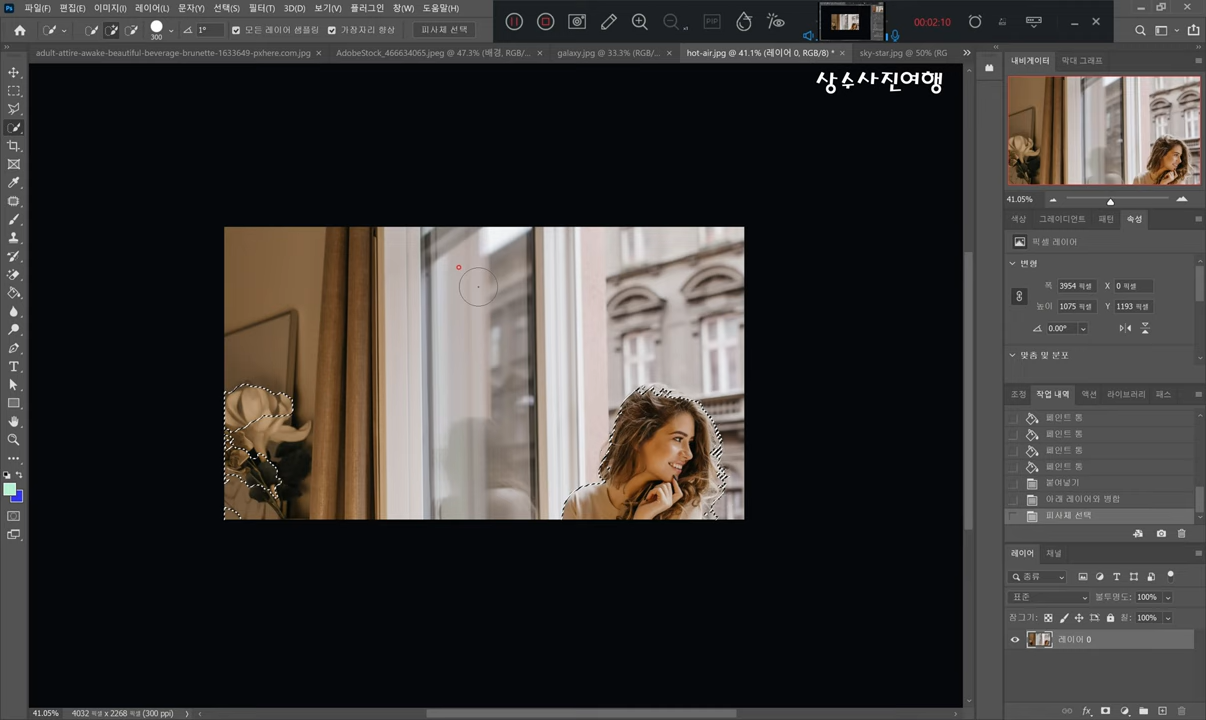 파일(F) 편집(E) 이미지(I) 레이어(L) 문자(Y) 선택(S) 필터(T) 3D(D) 보기(V) 플러그인 창(W) 도움말(H)
00:02:10
300 1° 모든 레이어 샘플링 가장자리 향상 피사체 선택
adult-attire-awake-beautiful-beverage-brunette-1633649-pxhere.com.jpg × AdobeStock_466634065.jpeg @ 47.3% (배경, RGB/... × galaxy.jpg @ 33.3% (RGB/... × hot-air.jpg @ 41.1% (레이어 0, RGB/8) * × sky-star.jpg @ 50% (RG
상수사진여행
내비게이터 막대 그래프
41.05%
색상 그레이디언트 패턴 속성
픽셀 레이어
변형
폭 3954 픽셀 X 0 픽셀
높이 1075 픽셀 Y 1193 픽셀
0.00°
맞춤 및 분포
조정 작업 내역 액션 라이브러리 패스
페인트 통
페인트 통
페인트 통
페인트 통
붙여넣기
아래 레이어와 병합
피사체 선택
레이어 채널
종류
표준 불투명도: 100%
잠그기: 칠: 100%
레이어 0
41.05% 4032 픽셀 x 2268 픽셀 (300 ppi)